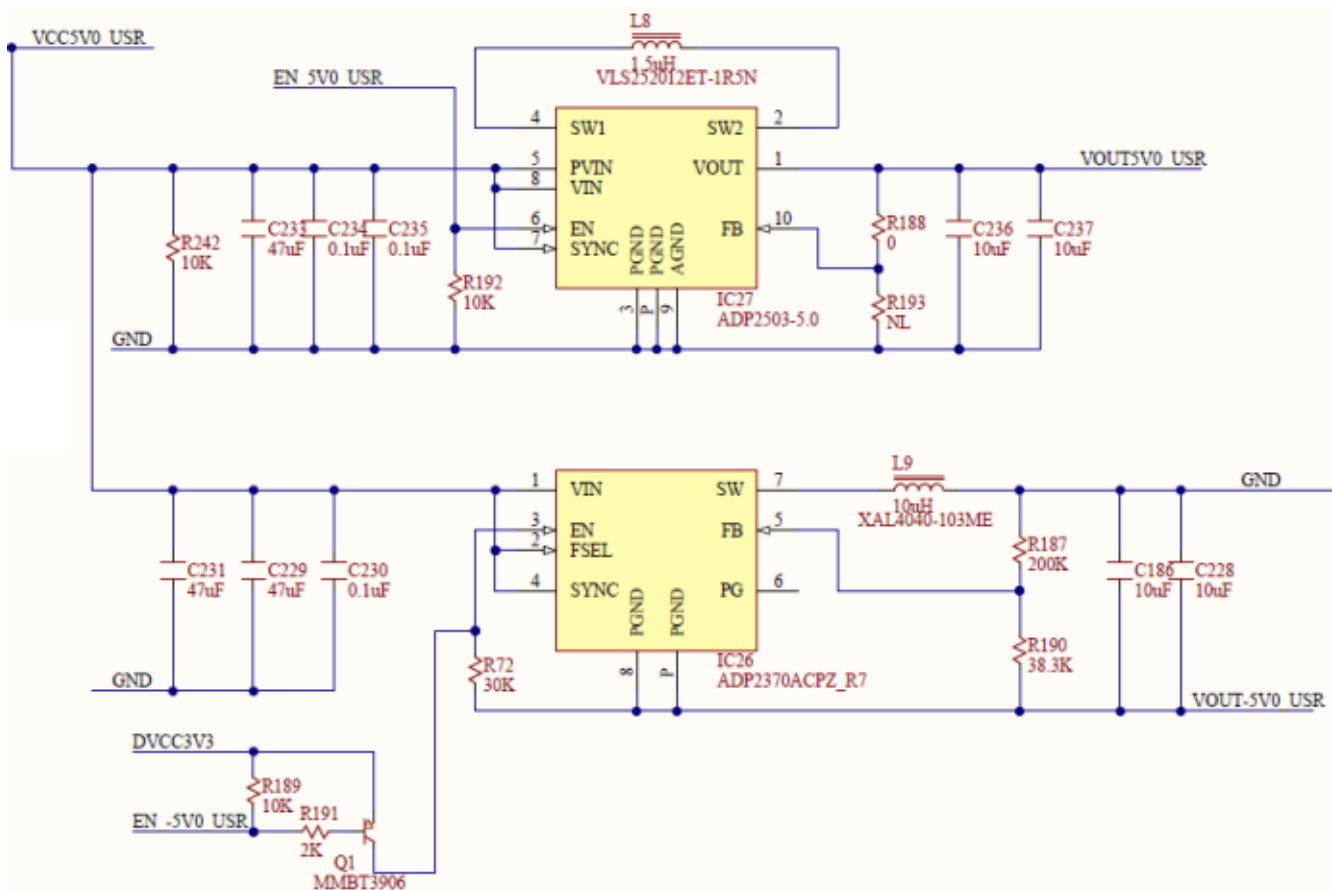 VCC5V0_USR
L8
1.5uH
VLS252012ET-1R5N
EN_5V0_USR
4 SW1 SW2 2
5 PVIN VOUT 1
VOUT5V0_USR
8 VIN
6 EN FB 10
7 SYNC
PGND PGND AGND
3 P 9
IC27
ADP2503-5.0
R242
10K
C233
47uF
C234
0.1uF
C235
0.1uF
R192
10K
R188
0
R193
NL
C236
10uF
C237
10uF
GND
L9
10uH
XAL4040-103ME
GND
1 VIN SW 7
3 EN FB 5
2 FSEL
4 SYNC PG 6
PGND PGND
8 P
IC26
ADP2370ACPZ_R7
C231
47uF
C229
47uF
C230
0.1uF
R187
200K
R190
38.3K
C186
10uF
C228
10uF
R72
30K
GND
VOUT-5V0_USR
DVCC3V3
R189
10K
R191
2K
EN_-5V0_USR
Q1
MMBT3906